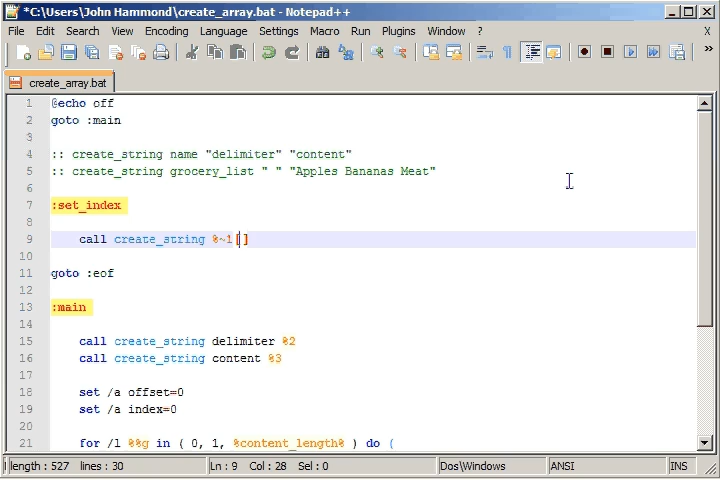 *C:\Users\John Hammond\create_array.bat - Notepad++
File Edit Search View Encoding Language Settings Macro Run Plugins Window ? X
create_array.bat
1 @echo off
2 goto :main
3
4 :: create_string name "delimiter" "content"
5 :: create_string grocery_list " " "Apples Bananas Meat"
6
7 :set_index
8
9 call create_string %~1[]
10
11 goto :eof
12
13 :main
14
15 call create_string delimiter %2
16 call create_string content %3
17
18 set /a offset=0
19 set /a index=0
20
21 for /l %%g in ( 0, 1, %content_length% ) do (
length : 527 lines : 30 Ln : 9 Col : 28 Sel : 0 Dos\Windows ANSI INS